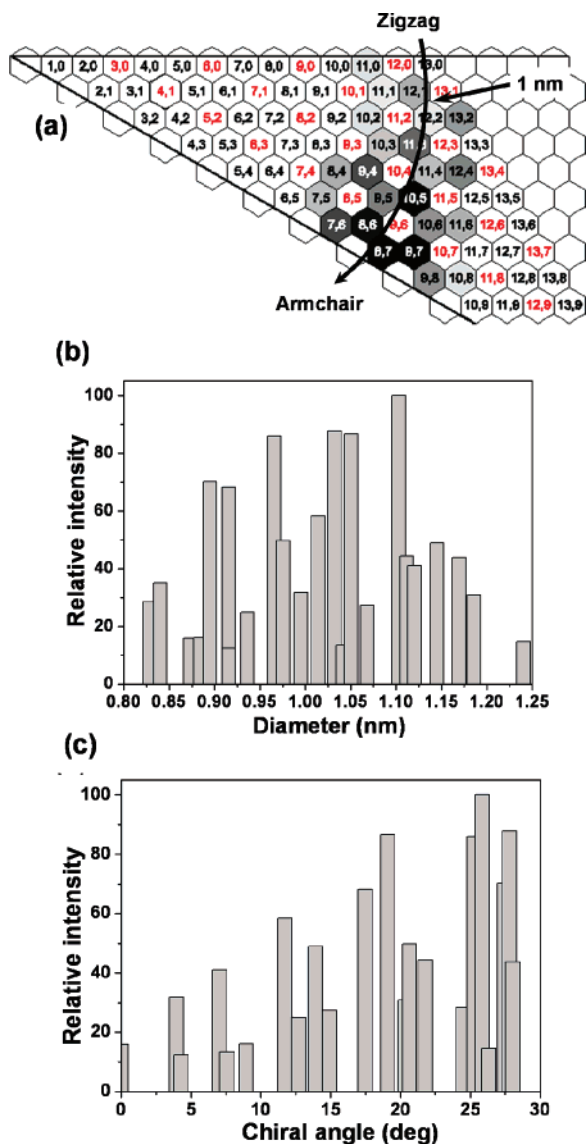 Zigzag
1,0 2,0 3,0 4,0 5,0 6,0 7,0 8,0 9,0 10,0 11,0 12,0 13,0
2,1 3,1 4,1 5,1 6,1 7,1 8,1 9,1 10,1 11,1 12, 13,1
1 nm
(a)
3,2 4,2 5,2 6,2 7,2 8,2 9,2 10,2 11,2 12,2 13,2
4,3 5,3 6,3 7,3 8,3 9,3 10,3 12,3 13,3
5,4 6,4 7,4 8,4 9,4 10,4 11,4 12,4 13,4
6,5 7,5 8,5 9,5 10,5 11,5 12,5 13,5
7,6 8,6 9,6 10,6 11,6 12,6 13,6
8,7 9,7 10,7 11,7 12,7 13,7
Armchair
9,8 10,8 11,8 12,8 13,8
10,9 11,9 12,9 13,9
(b)
100
80
60
40
20
0
Relative intensity
0.80 0.85 0.90 0.95 1.00 1.05 1.10 1.15 1.20 1.25
Diameter (nm)
(c)
100
80
60
40
20
0
Relative intensity
0 5 10 15 20 25 30
Chiral angle (deg)